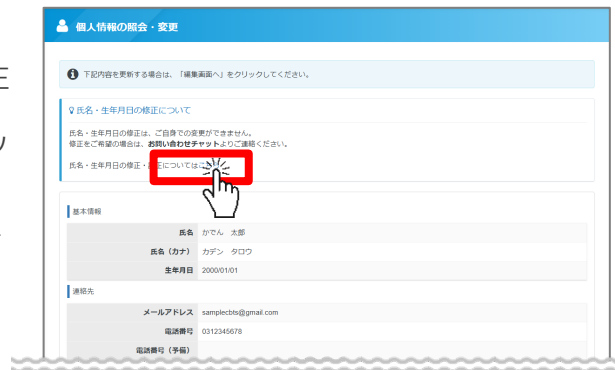 個人情報の照会・変更
下記内容を更新する場合は、「編集画面へ」をクリックしてください。
氏名・生年月日の修正について
氏名・生年月日の修正は、ご自身での変更ができません。
修正をご希望の場合は、お問い合わせチャットよりご連絡ください。
氏名・生年月日の修正・訂正については
基本情報
氏名 かでん 太郎
氏名（カナ） カデン タロウ
生年月日 2000/01/01
連絡先
メールアドレス samplecbts@gmail.com
電話番号 0312345678
電話番号（予備）